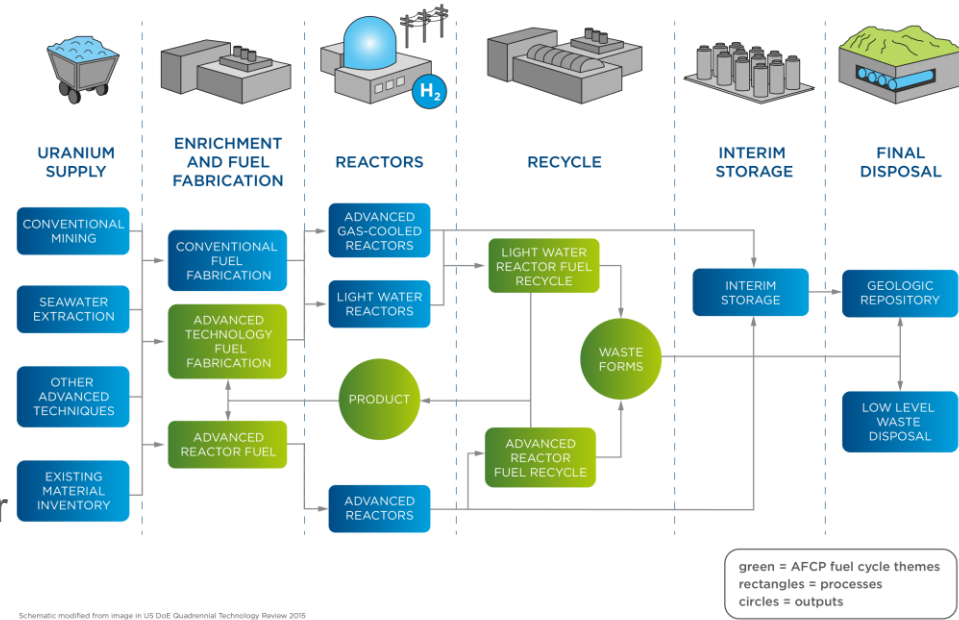 H2
URANIUM
SUPPLY
ENRICHMENT
AND FUEL
FABRICATION
REACTORS
RECYCLE
INTERIM
STORAGE
FINAL
DISPOSAL
CONVENTIONAL
MINING
SEAWATER
EXTRACTION
OTHER
ADVANCED
TECHNIQUES
EXISTING
MATERIAL
INVENTORY
CONVENTIONAL
FUEL
FABRICATION
ADVANCED
TECHNOLOGY
FUEL
FABRICATION
ADVANCED
REACTOR FUEL
ADVANCED
GAS-COOLED
REACTORS
LIGHT WATER
REACTORS
PRODUCT
ADVANCED
REACTORS
LIGHT WATER
REACTOR FUEL
RECYCLE
WASTE
FORMS
ADVANCED
REACTOR
FUEL RECYCLE
INTERIM
STORAGE
GEOLOGIC
REPOSITORY
LOW LEVEL
WASTE
DISPOSAL
r
green = AFCP fuel cycle themes
rectangles = processes
circles = outputs
Schematic modified from image in US DoE Quadrennial Technology Review 2015